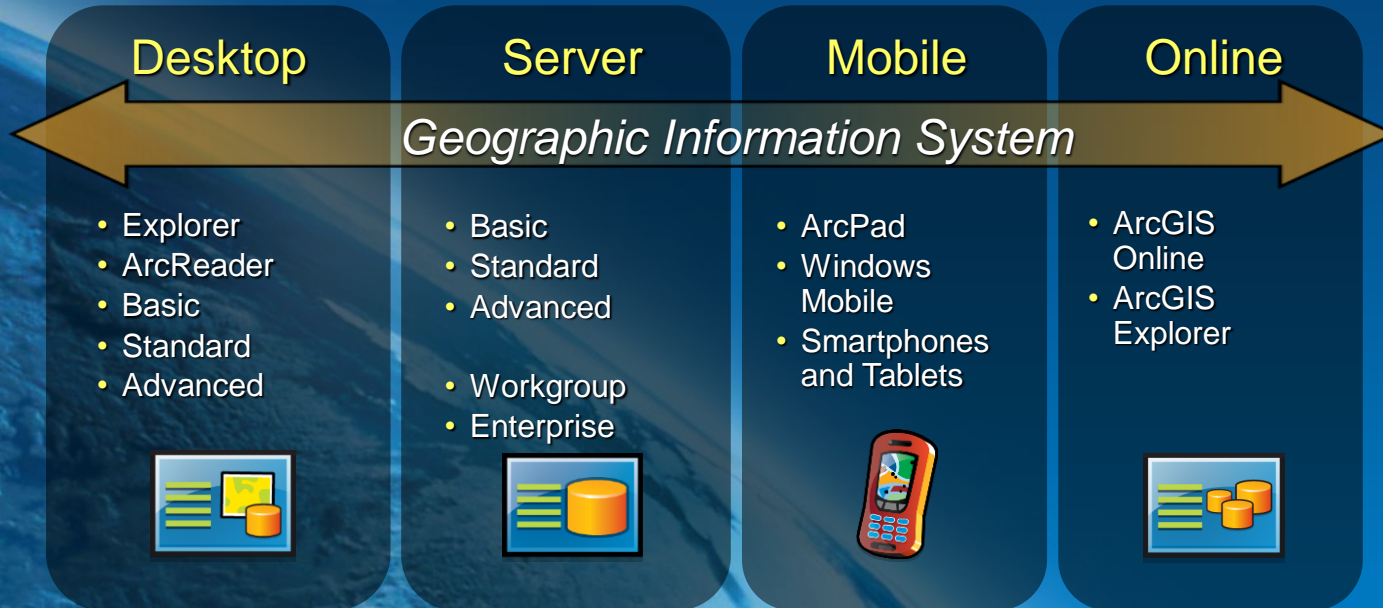 Desktop
Server
Mobile
Online
Geographic Information System
• Explorer
• ArcReader
• Basic
• Standard
• Advanced
• Basic
• Standard
• Advanced
• Workgroup
• Enterprise
• ArcPad
• Windows
Mobile
• Smartphones
and Tablets
• ArcGIS
Online
• ArcGIS
Explorer